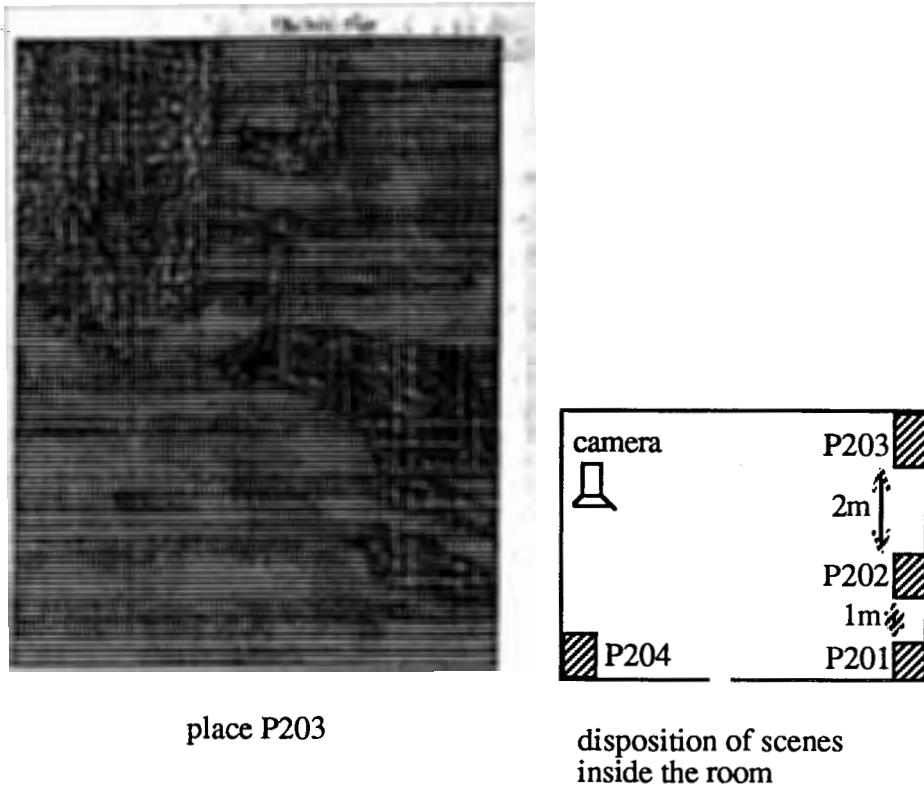 place P203
camera
P203
2m
P202
1m
P204
P201
disposition of scenes
inside the room